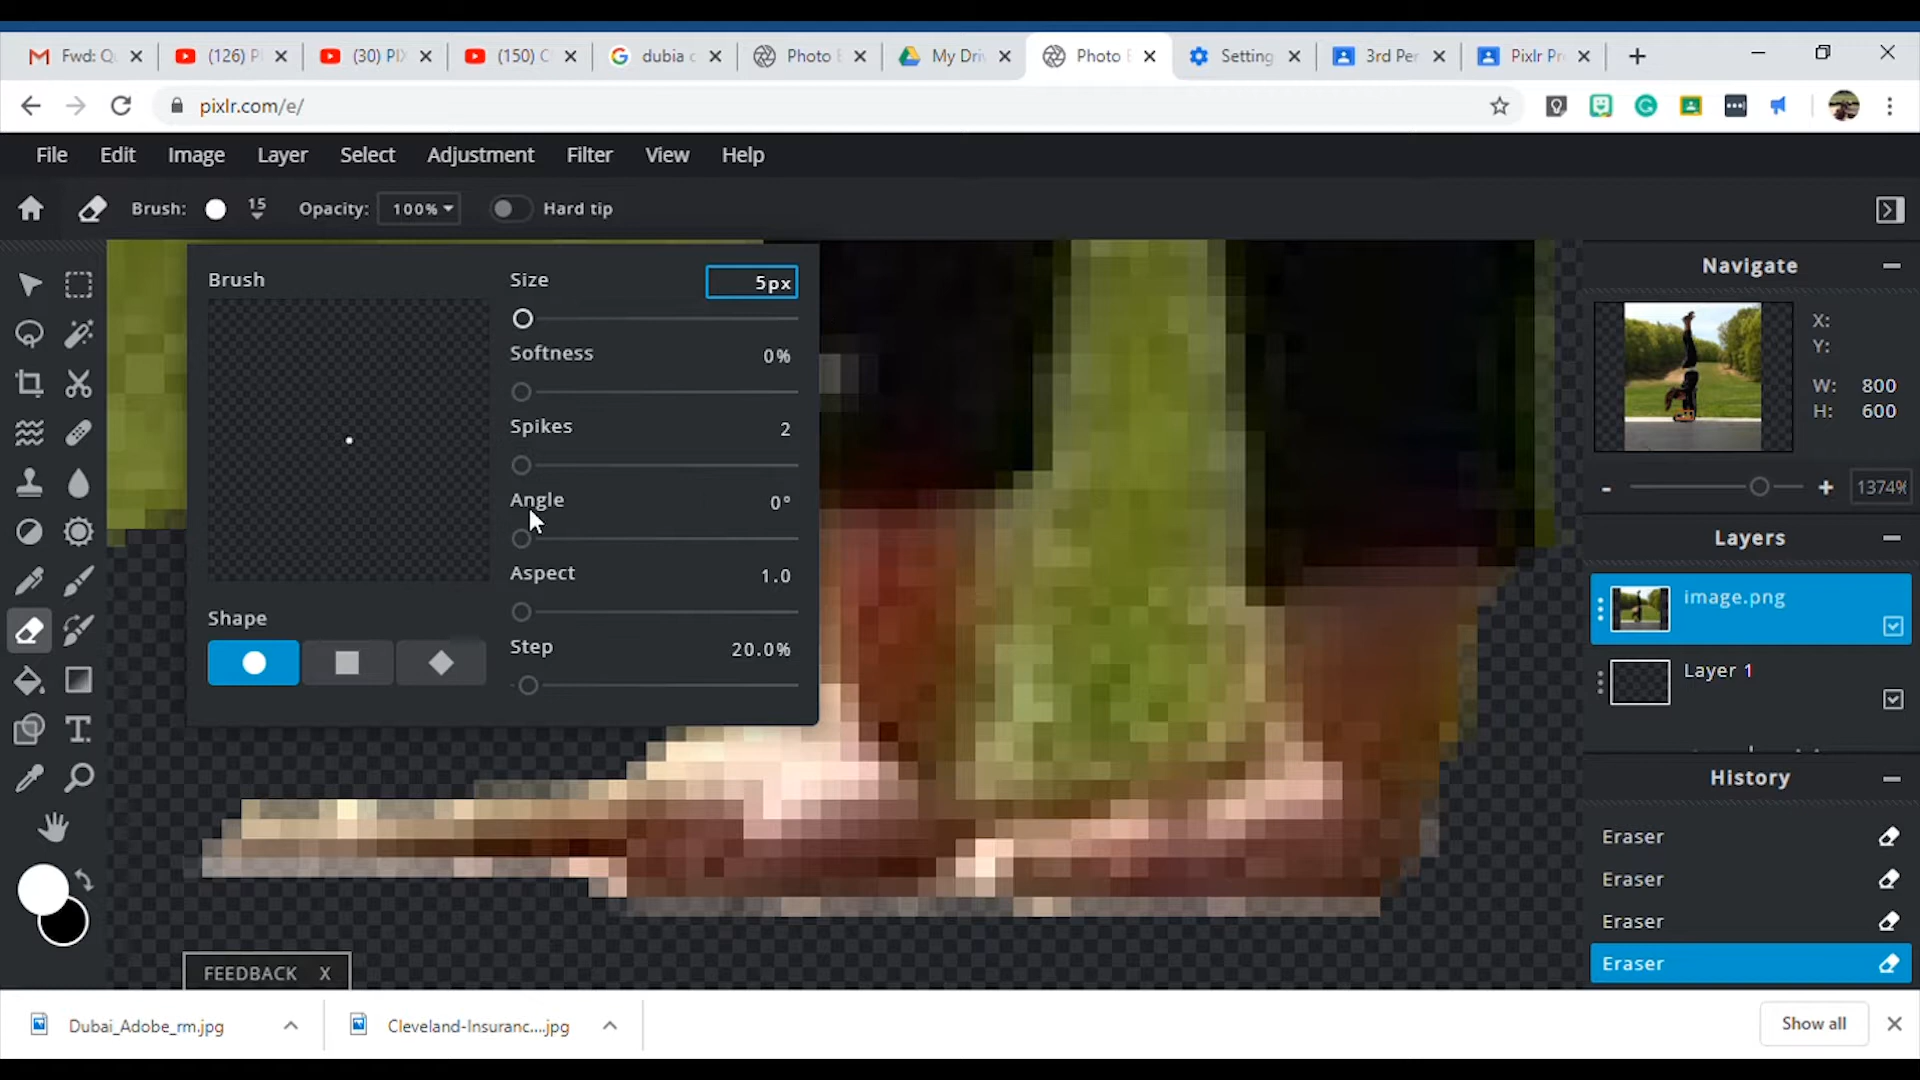 Fwd: Q
(126) P
(30) PIX
(150) C
dubia c
Photo E
My Driv
Photo E
Setting
3rd Per
Pixlr Pr
pixlr.com/e/
File Edit Image Layer Select Adjustment Filter View Help
Brush: 15 Opacity: 100% Hard tip
Brush
Size 5px
Softness 0%
Spikes 2
Angle 0°
Aspect 1.0
Step 20.0%
Shape
T
Navigate
X:
Y:
W: 800
H: 600
- + 1374%
Layers
image.png
Layer 1
History
Eraser
Eraser
Eraser
Eraser
FEEDBACK X
Dubai_Adobe_rm.jpg
Cleveland-Insuranc....jpg
Show all